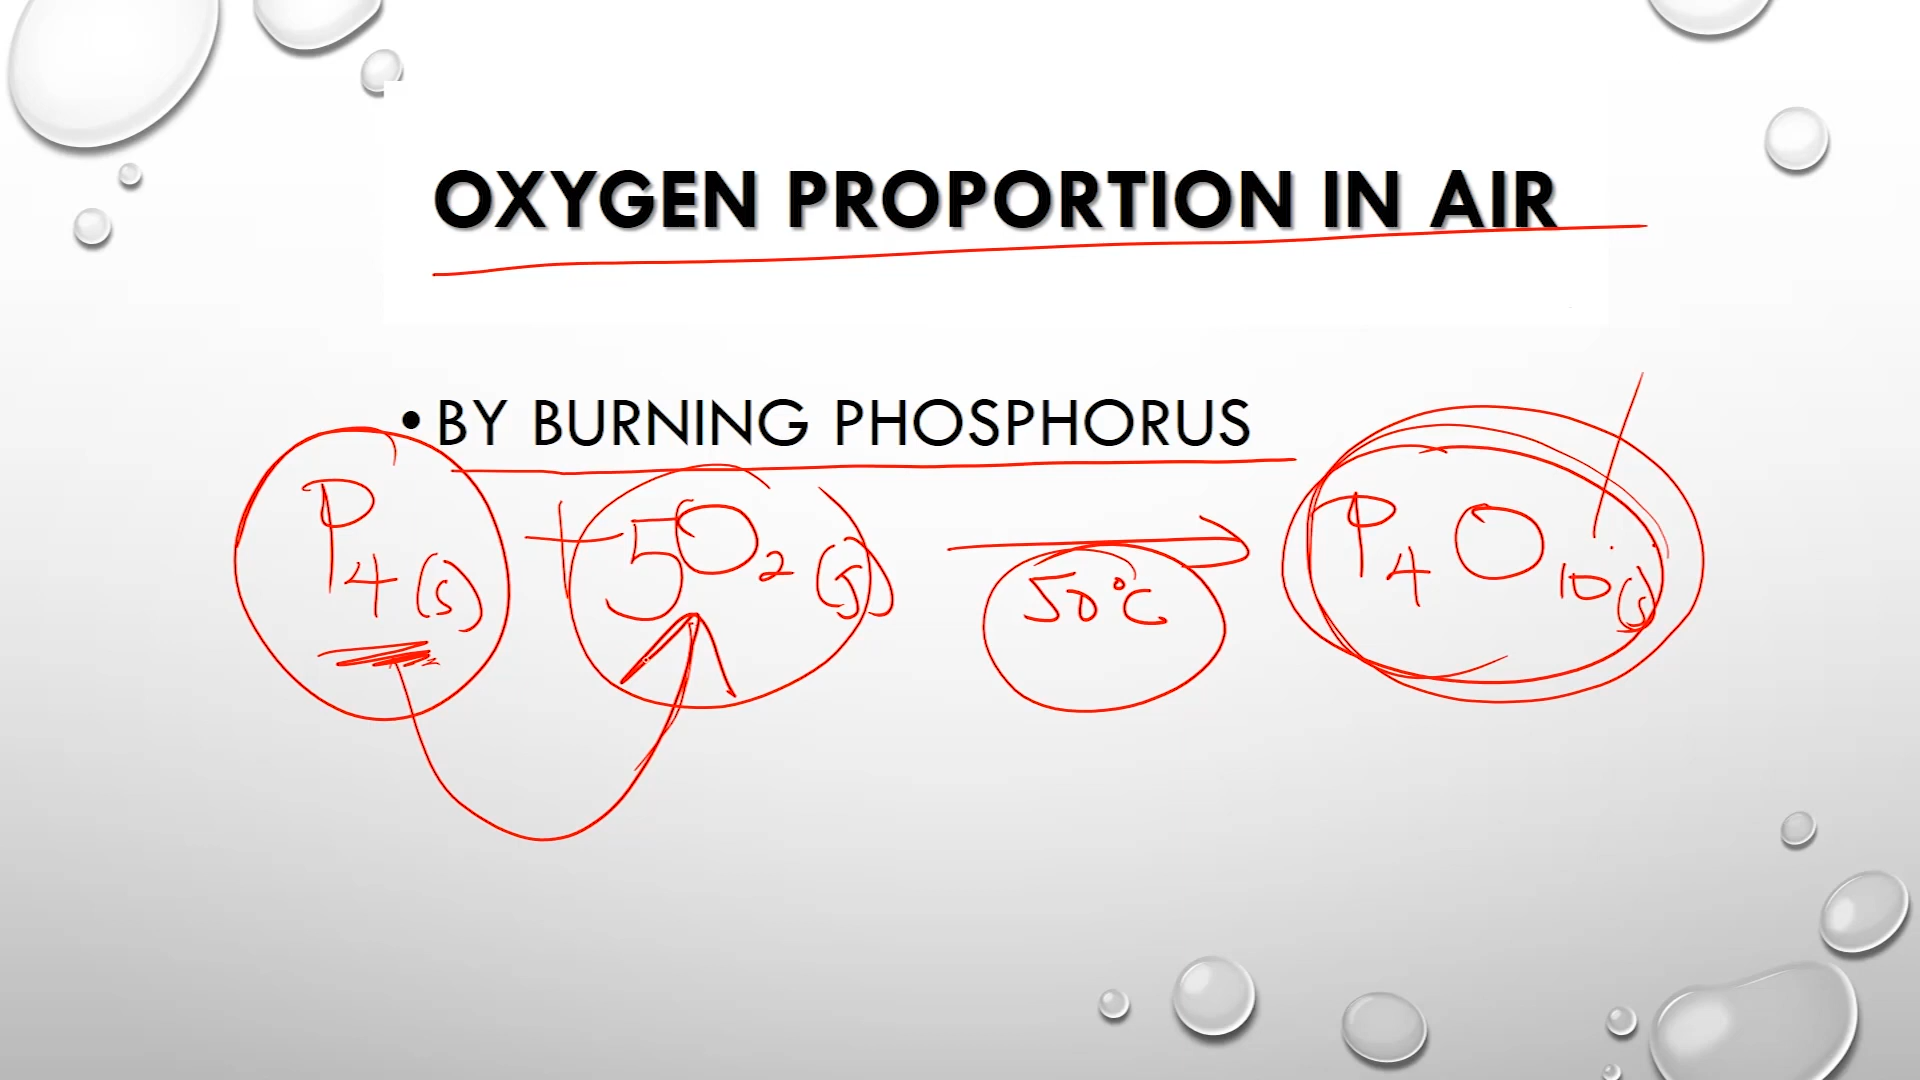 OXYGEN PROPORTION IN AIR
• BY BURNING PHOSPHORUS
P4(s) + 5O2(g) → P4O10(s)
50°C